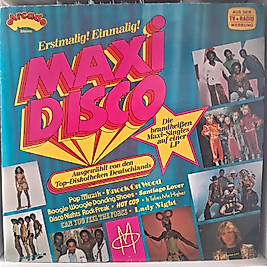 Arcade
AUS DER
TV + RADIO
WERBUNG
Erstmalig! Einmalig!
MAXI
DISCO
Die
brandheißen
Maxi-Singles
auf einer
LP
Ausgewählt von den
Top-Diskotheken Deutschlands
Pop Muzik • Knock On Wood
Boogie Woogie Dancing Shoes • Santiago Lover
Disco Nights Rock Freak • HOT COP • It Takes Me Higher
CAN YOU FEEL THE FORCE • Lady Night